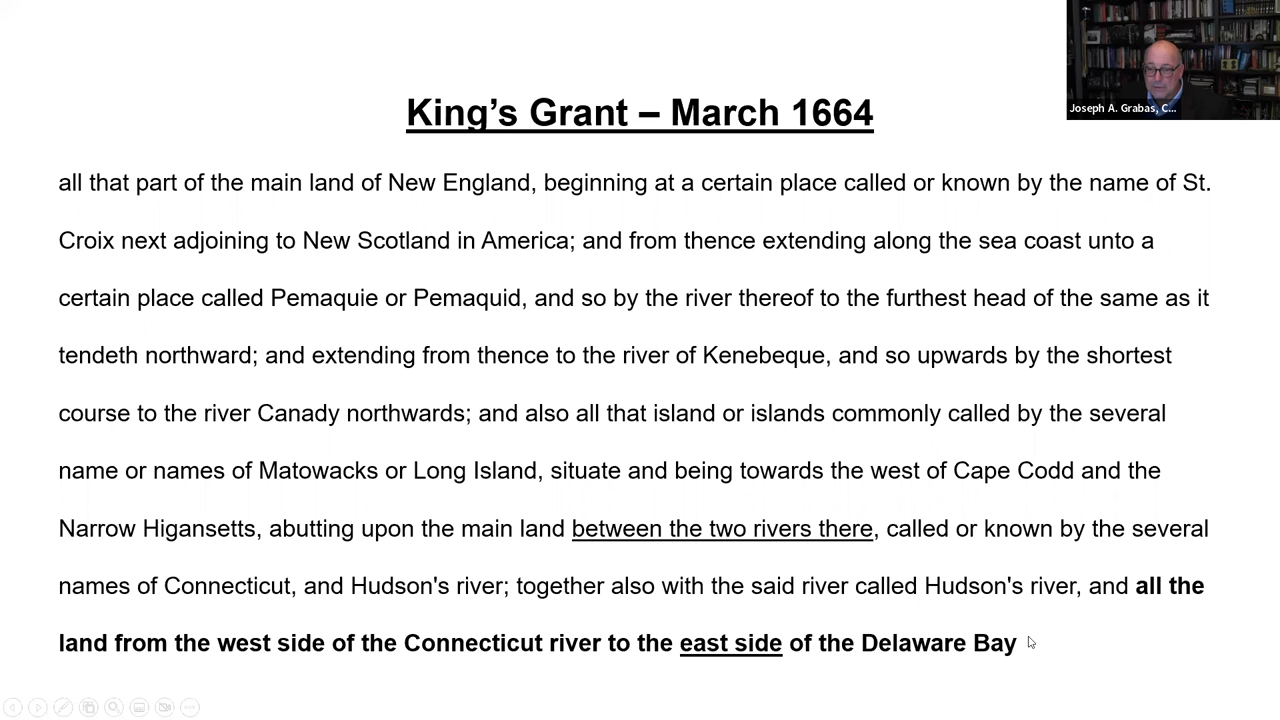 Joseph A. Grabas, C...
King’s Grant – March 1664
all that part of the main land of New England, beginning at a certain place called or known by the name of St.
Croix next adjoining to New Scotland in America; and from thence extending along the sea coast unto a
certain place called Pemaquie or Pemaquid, and so by the river thereof to the furthest head of the same as it
tendeth northward; and extending from thence to the river of Kenebeque, and so upwards by the shortest
course to the river Canady northwards; and also all that island or islands commonly called by the several
name or names of Matowacks or Long Island, situate and being towards the west of Cape Codd and the
Narrow Higansetts, abutting upon the main land between the two rivers there, called or known by the several
names of Connecticut, and Hudson's river; together also with the said river called Hudson's river, and all the
land from the west side of the Connecticut river to the east side of the Delaware Bay